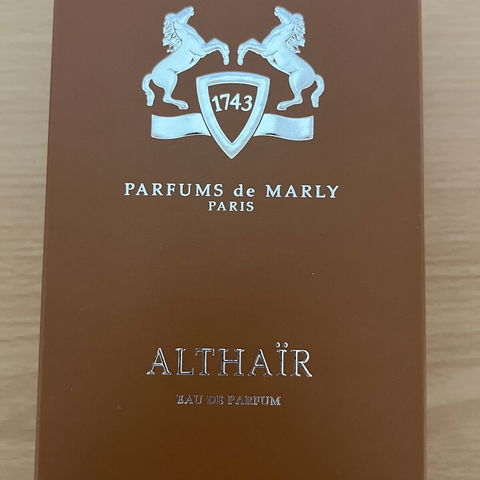 1743
PARFUMS de MARLY
PARIS
ALTHAÏR
EAU DE PARFUM